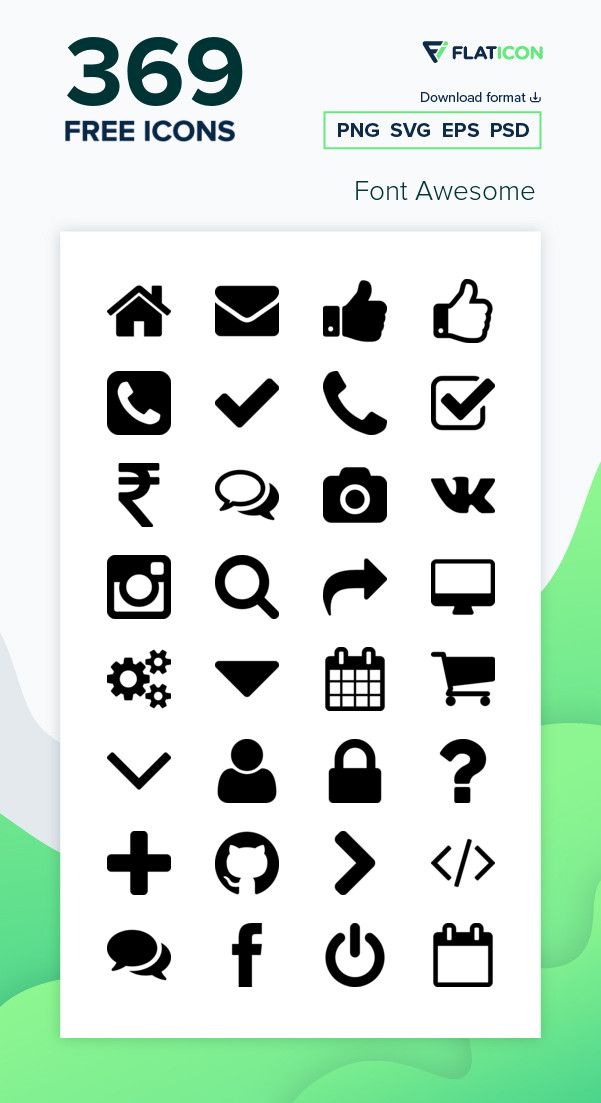 369
FREE ICONS
FLATICON
Download format
PNG SVG EPS PSD
Font Awesome